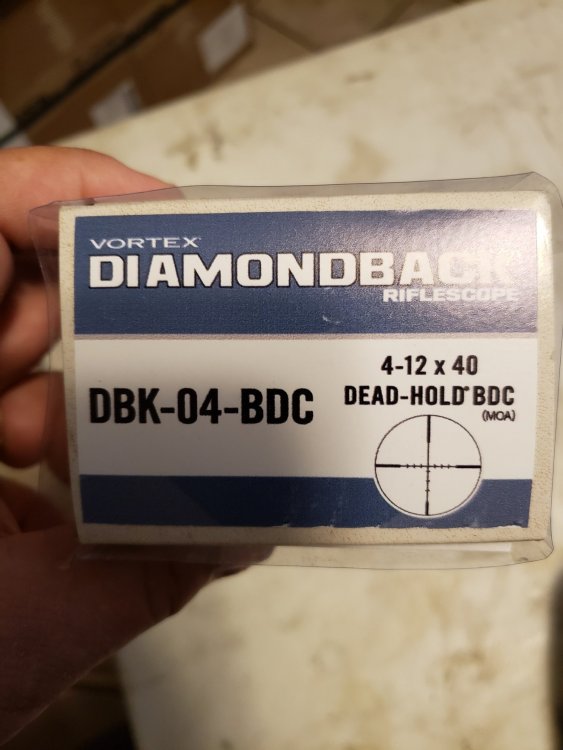 VORTEX
DIAMONDBACK
RIFLESCOPE
4-12 x 40
DEAD-HOLD® BDC
(MOA)
DBK-04-BDC